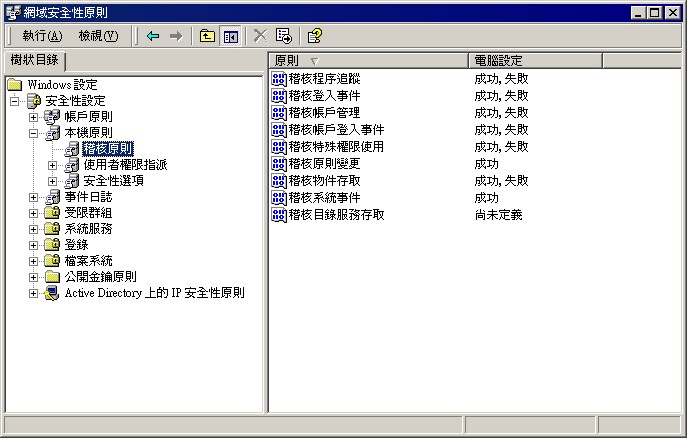 網域安全性原則
執行(A) 檢視(V)
樹狀目錄
Windows 設定
安全性設定
帳戶原則
本機原則
稽核原則
使用者權限指派
安全性選項
事件日誌
受限群組
系統服務
登錄
檔案系統
公開金鑰原則
Active Directory 上的 IP 安全性原則
原則 電腦設定
稽核程序追蹤 成功, 失敗
稽核登入事件 成功, 失敗
稽核帳戶管理 成功, 失敗
稽核帳戶登入事件 成功, 失敗
稽核特殊權限使用 成功, 失敗
稽核原則變更 成功
稽核物件存取 成功, 失敗
稽核系統事件 成功
稽核目錄服務存取 尚未定義